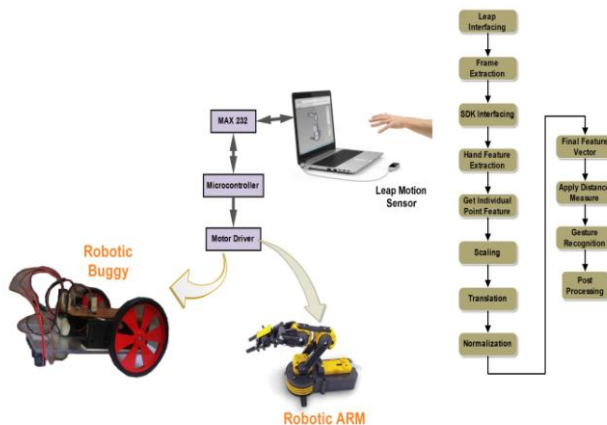 MAX 232
Microcontroller
Motor Driver
Leap Motion
Sensor
Robotic
Buggy
Robotic ARM
Leap
Interfacing
Frame
Extraction
SDK Interfacing
Hand Feature
Extraction
Get Individual
Point Feature
Scaling
Translation
Normalization
Final Feature
Vector
Apply Distance
Measure
Gesture
Recognition
Post
Processing